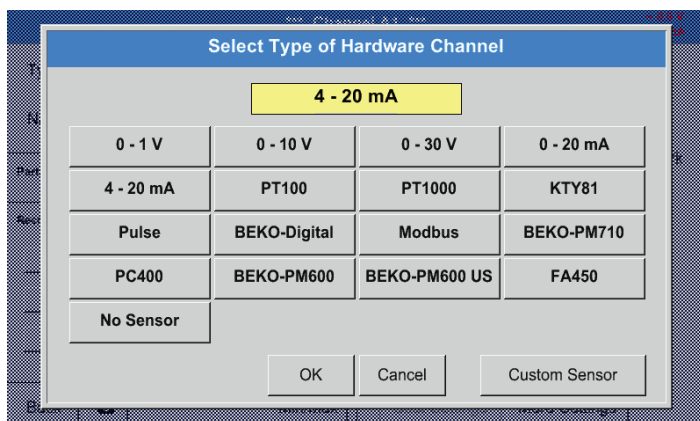 *** Channel A1 ***
Select Type of Hardware Channel
4 - 20 mA
0 - 1 V
0 - 10 V
0 - 30 V
0 - 20 mA
4 - 20 mA
PT100
PT1000
KTY81
Pulse
BEKO-Digital
Modbus
BEKO-PM710
PC400
BEKO-PM600
BEKO-PM600 US
FA450
No Sensor
OK
Cancel
Custom Sensor